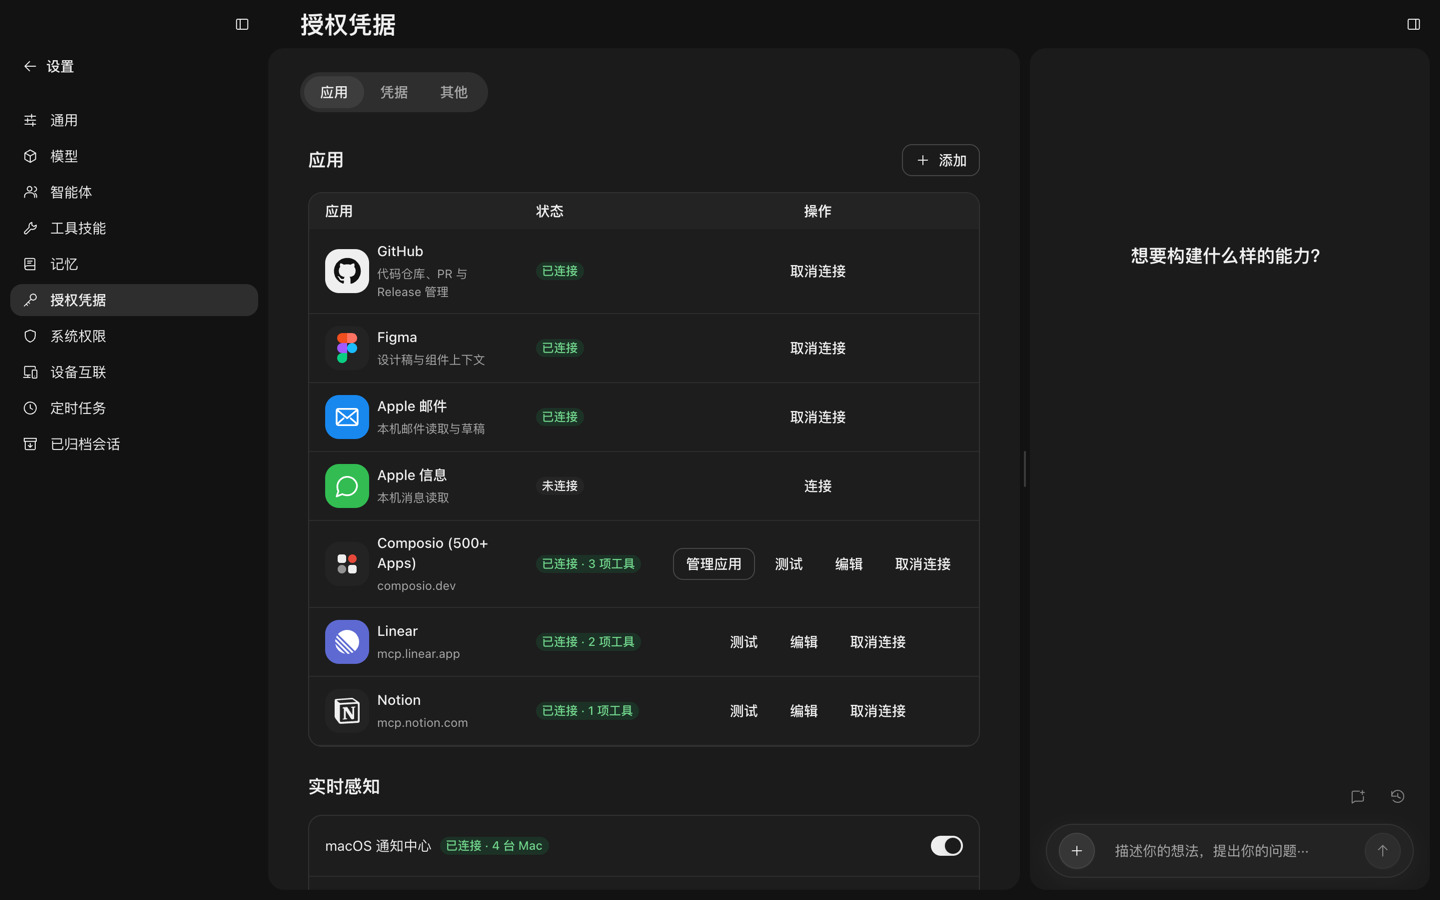 授权凭据
设置
通用
模型
智能体
工具技能
记忆
授权凭据
系统权限
设备互联
定时任务
已归档会话
应用
凭据
其他
应用
添加
应用
状态
操作
GitHub
代码仓库、PR 与
Release 管理
已连接
取消连接
Figma
设计稿与组件上下文
已连接
取消连接
Apple 邮件
本机邮件读取与草稿
已连接
取消连接
Apple 信息
本机消息读取
未连接
连接
Composio (500+
Apps)
composio.dev
已连接 · 3 项工具
管理应用
测试
编辑
取消连接
Linear
mcp.linear.app
已连接 · 2 项工具
测试
编辑
取消连接
Notion
mcp.notion.com
已连接 · 1 项工具
测试
编辑
取消连接
实时感知
macOS 通知中心
已连接 · 4 台 Mac
想要构建什么样的能力?
描述你的想法，提出你的问题…